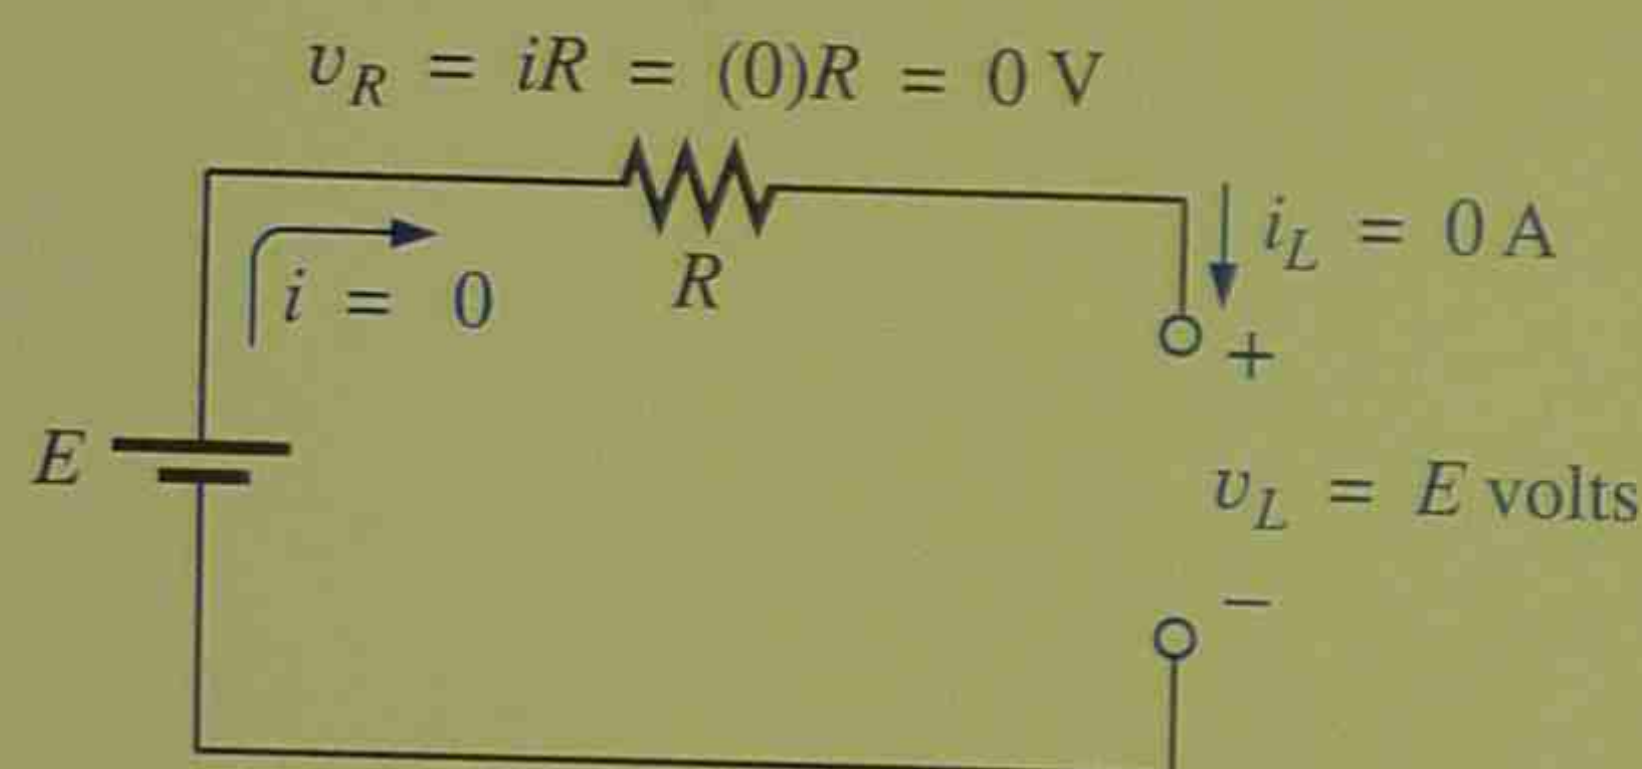 v_R = iR = (0)R = 0 V
i_L = 0 A
i = 0
R
+
E
v_L = E volts
−